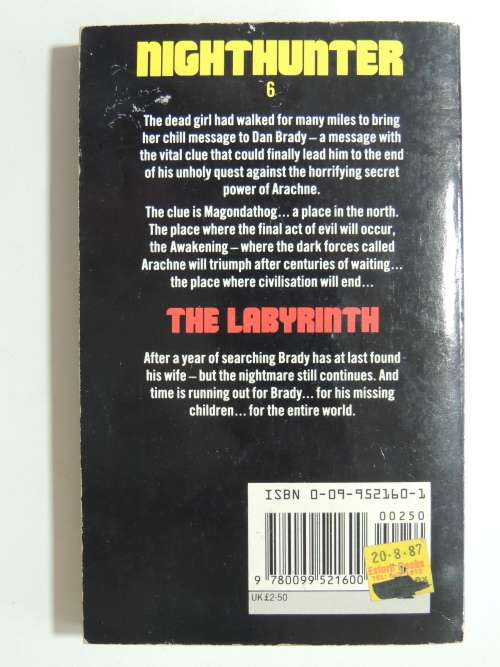 NIGHTHUNTER
6
The dead girl had walked for many miles to bring
her chill message to Dan Brady – a message with
the vital clue that could finally lead him to the end
of his unholy quest against the horrifying secret
power of Arachne.
The clue is Magondathog... a place in the north.
The place where the final act of evil will occur,
the Awakening – where the dark forces called
Arachne will triumph after centuries of waiting...
the place where civilisation will end...
THE LABYRINTH
After a year of searching Brady has at last found
his wife – but the nightmare still continues. And
time is running out for Brady... for his missing
children... for the entire world.
ISBN 0-09-952160-1
00250
20·8·87
Books
9 780099 521600
UK £2·50